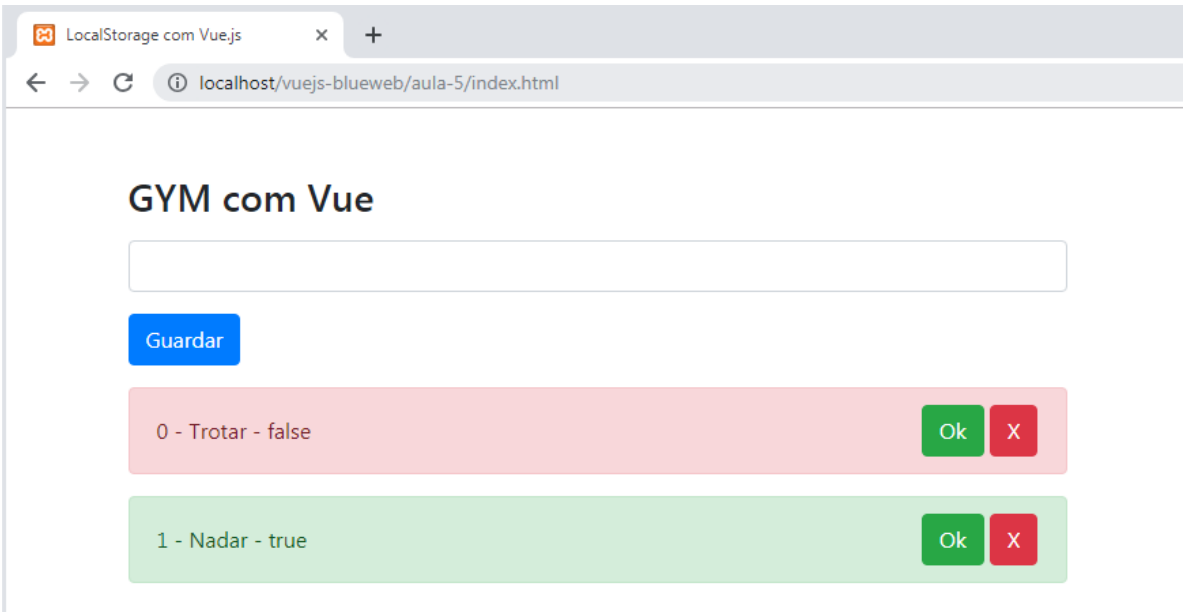 LocalStorage com Vue.js
localhost/vuejs-blueweb/aula-5/index.html
GYM com Vue
Guardar
0 - Trotar - false Ok X
1 - Nadar - true Ok X